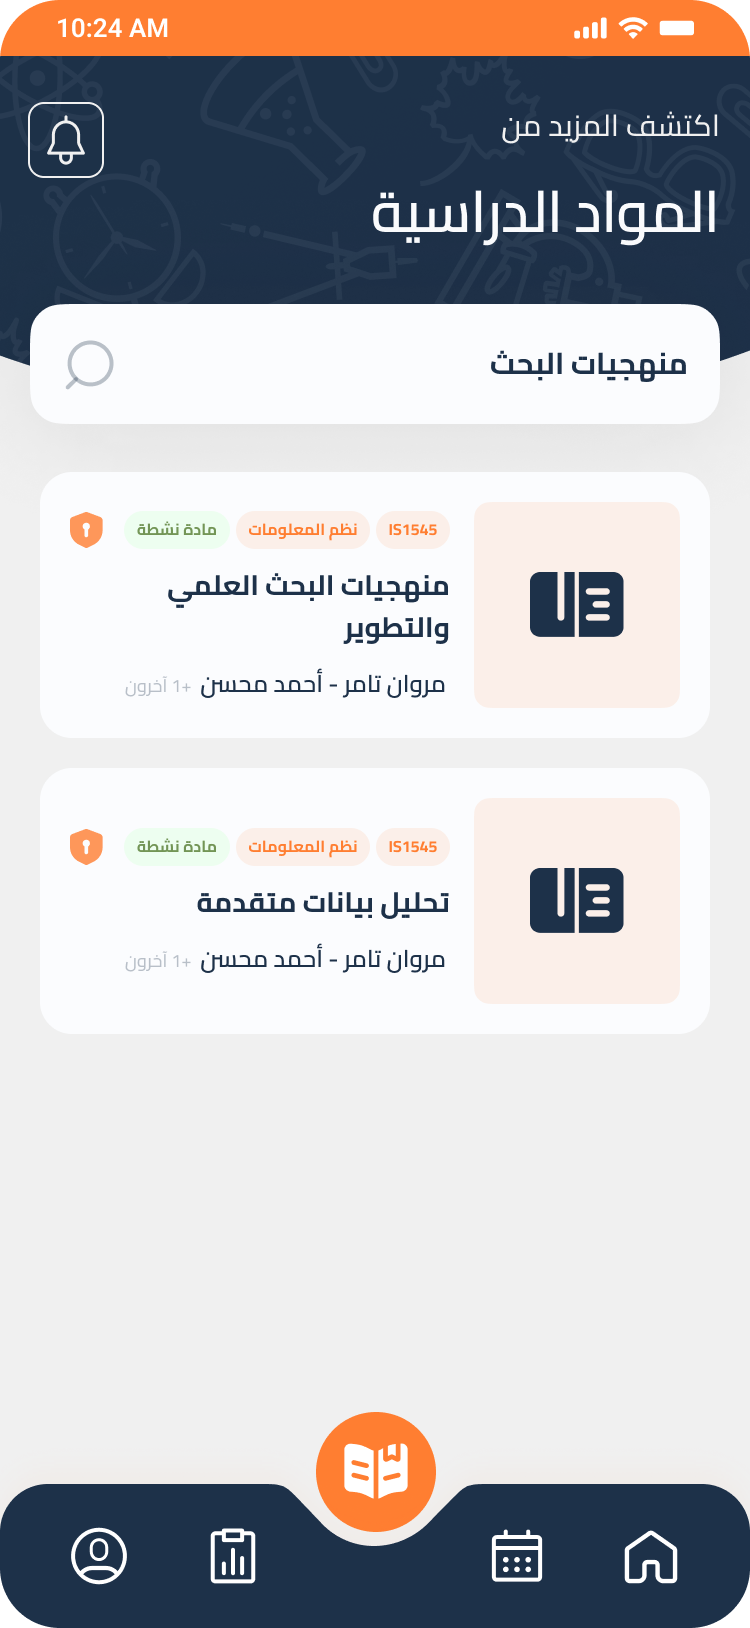 10:24 AM
اكتشف المزيد من
المواد الدراسية
منهجيات البحث
IS1545 نظم المعلومات مادة نشطة
منهجيات البحث العلمي
والتطوير
مروان تامر - أحمد محسن +1 آخرون
IS1545 نظم المعلومات مادة نشطة
تحليل بيانات متقدمة
مروان تامر - أحمد محسن +1 آخرون